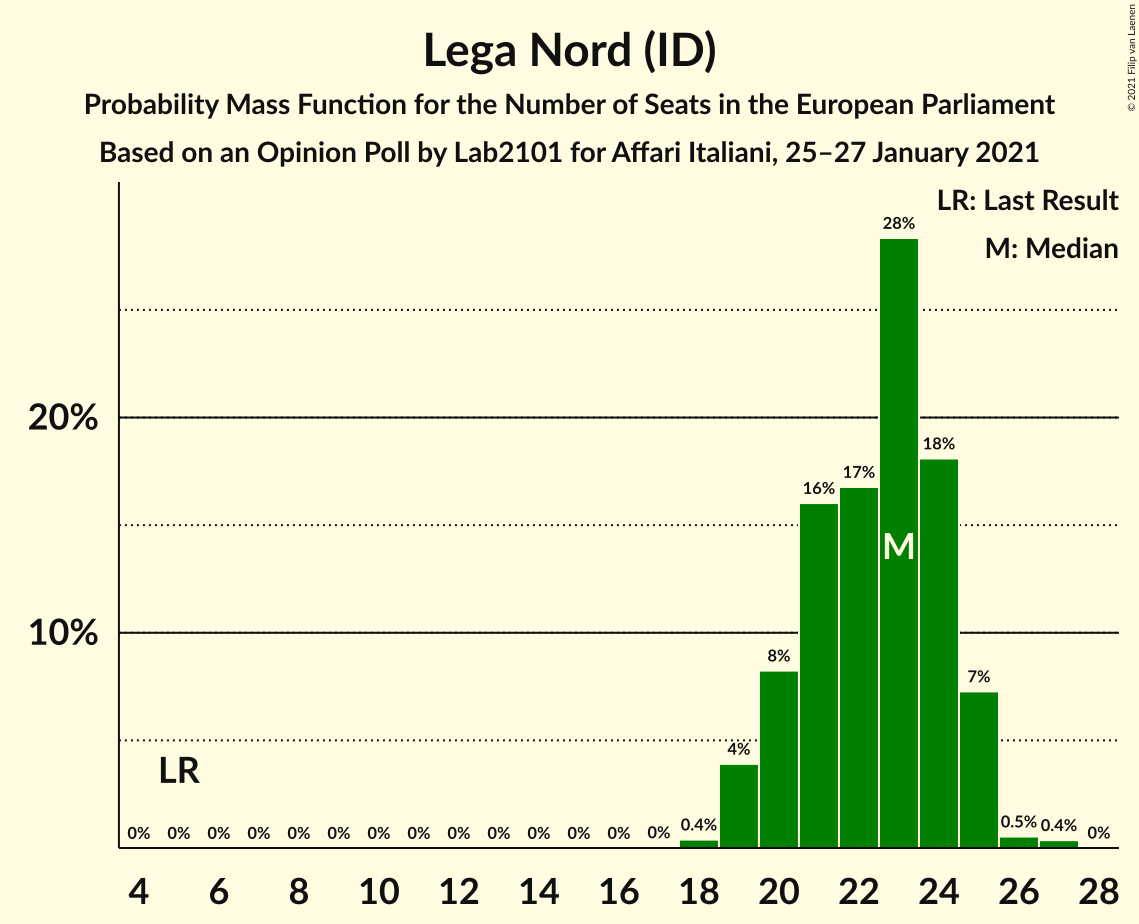 Lega Nord (ID)
Probability Mass Function for the Number of Seats in the European Parliament
Based on an Opinion Poll by Lab2101 for Affari Italiani, 25–27 January 2021
© 2021 Filip van Laenen
LR: Last Result
M: Median
28%
20%
18%
17%
16%
M
10%
8%
7%
4%
LR
0% 0% 0% 0% 0% 0% 0% 0% 0% 0% 0% 0% 0% 0% 0.4% 0.5% 0.4% 0%
4 6 8 10 12 14 16 18 20 22 24 26 28